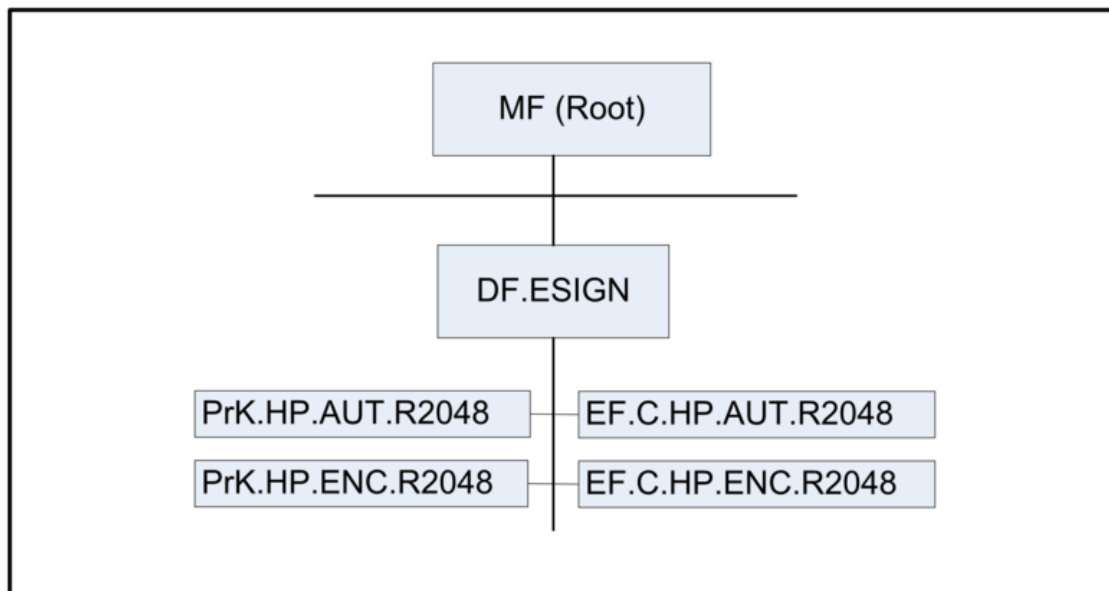 MF (Root)
DF.ESIGN
PrK.HP.AUT.R2048
EF.C.HP.AUT.R2048
PrK.HP.ENC.R2048
EF.C.HP.ENC.R2048